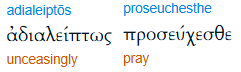 adialeiptōs proseuchesthe
ἀδιαλείπτως προσεύχεσθε
unceasingly pray